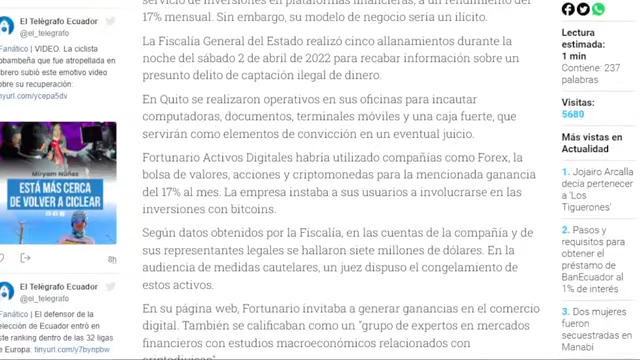 El Telégrafo Ecuador
@el_telegrafo
Fanático | VIDEO. La ciclista
obambeña que fue atropellada en
brero subió este emotivo video
obre su recuperación:
nyurl.com/ycepa5dv
Miryam Núñez
ESTÁ MÁS CERCA
DE VOLVER A CICLEAR
8h
El Telégrafo Ecuador
@el_telegrafo
Fanático | El defensor de la
elección de Ecuador entró en
ste ranking dentro de las 32 ligas
e Europa: tinyurl.com/y7bynpbw
servicio de inversiones en plataformas financieras, a un rendimiento del
17% mensual. Sin embargo, su modelo de negocio sería un ilícito.
La Fiscalía General del Estado realizó cinco allanamientos durante la
noche del sábado 2 de abril de 2022 para recabar información sobre un
presunto delito de captación ilegal de dinero.
En Quito se realizaron operativos en sus oficinas para incautar
computadoras, documentos, terminales móviles y una caja fuerte, que
servirán como elementos de convicción en un eventual juicio.
Fortunario Activos Digitales habría utilizado compañías como Forex, la
bolsa de valores, acciones y criptomonedas para la mencionada ganancia
del 17% al mes. La empresa instaba a sus usuarios a involucrarse en las
inversiones con bitcoins.
Según datos obtenidos por la Fiscalía, en las cuentas de la compañía y de
sus representantes legales se hallaron siete millones de dólares. En la
audiencia de medidas cautelares, un juez dispuso el congelamiento de
estos activos.
En su página web, Fortunario invitaba a generar ganancias en el comercio
digital. También se calificaban como un "grupo de expertos en mercados
financieros con estudios macroeconómicos relacionados con
criptodivisas"
Lectura
estimada:
1 min
Contiene: 237
palabras
Visitas:
5680
Más vistas en
Actualidad
1. Jojairo Arcalla
decía pertenecer
a 'Los
Tiguerones'
2. Pasos y
requisitos para
obtener el
préstamo de
BanEcuador al
1% de interés
3. Dos mujeres
fueron
secuestradas en
Manabí